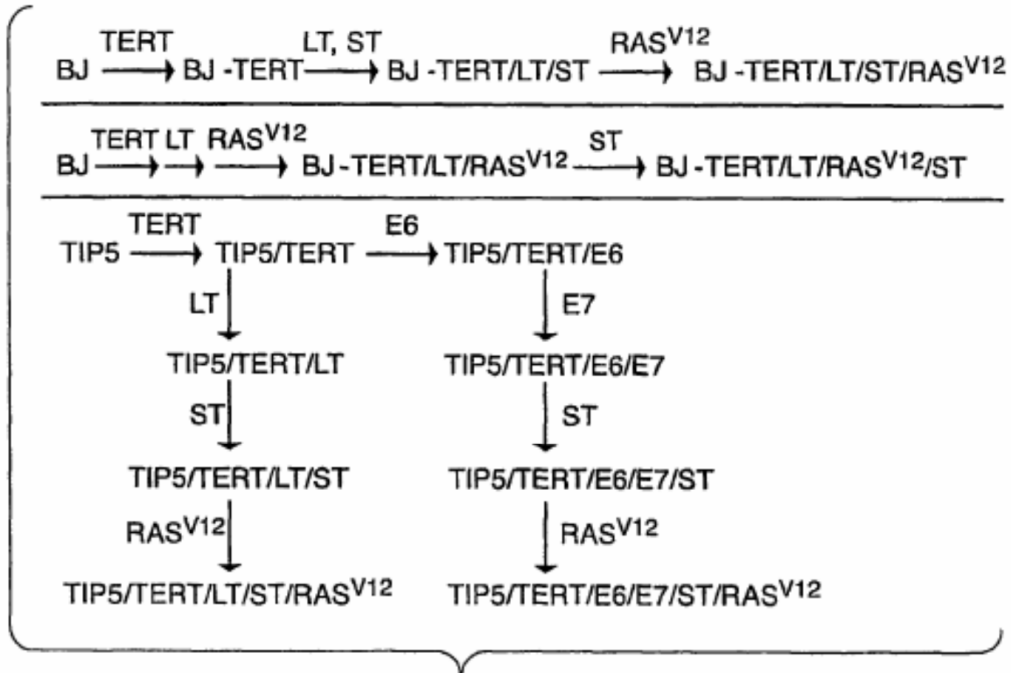 TERT LT, ST RAS^V12
BJ → BJ -TERT → BJ -TERT/LT/ST → BJ -TERT/LT/ST/RAS^V12
TERT LT RAS^V12 ST
BJ → → → BJ -TERT/LT/RAS^V12 → BJ -TERT/LT/RAS^V12/ST
TERT E6
TIP5 → TIP5/TERT → TIP5/TERT/E6
LT E7
TIP5/TERT/LT TIP5/TERT/E6/E7
ST ST
TIP5/TERT/LT/ST TIP5/TERT/E6/E7/ST
RAS^V12 RAS^V12
TIP5/TERT/LT/ST/RAS^V12 TIP5/TERT/E6/E7/ST/RAS^V12